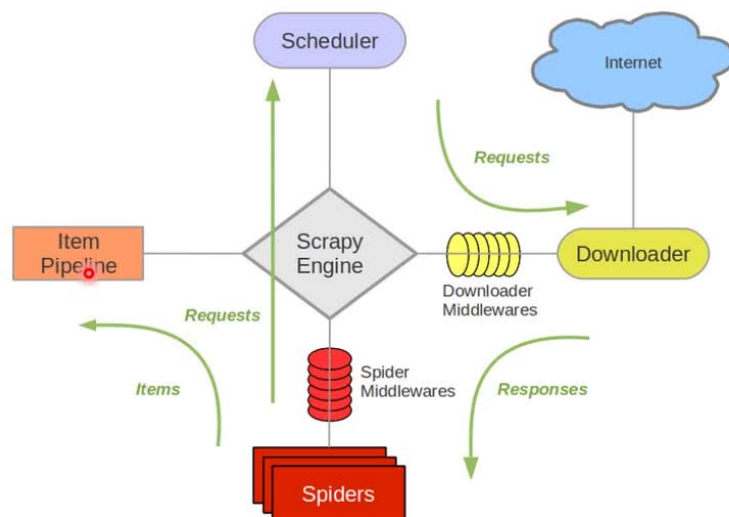 Scheduler
Internet
Requests
Item
Pipeline
Scrapy
Engine
Downloader
Downloader
Middlewares
Requests
Spider
Middlewares
Items
Responses
Spiders